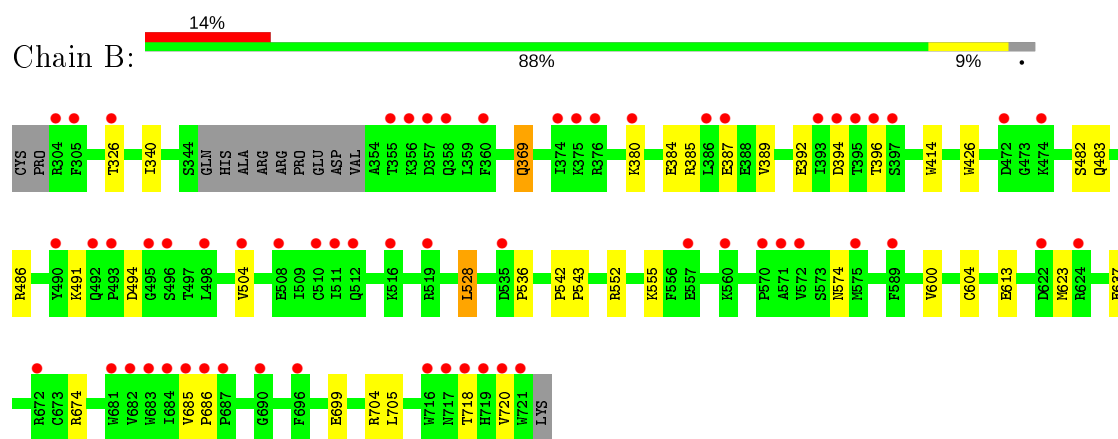 14%
Chain B:
88% 9% •
CYS PRO R304 F305 T326 I340 S344 GLN HIS ALA ARG ARG PRO GLU ASP VAL A354 T355 K356 D357 Q358 L359 F360 Q369 I374 K375 R376 K380 E384 R385 L386 E387 E388 V389 E392 I393 D394 T395 T396 S397 W414 W426 D472 G473 K474 S482 Q483
R486 Y490 K491 Q492 P493 D494 G495 S496 T497 L498 V504 E508 I509 C510 I511 Q512 K516 R519 L528 D535 P536 P542 P543 R552 K555 F556 E557 K560 P570 A571 V572 S573 N574 M575 F589 V600 C604 E613 D622 M623 R624
R672 C673 R674 W681 V682 W683 I684 V685 P686 P687 G690 F696 E699 R704 L705 W716 N717 T718 H719 V720 W721 LYS